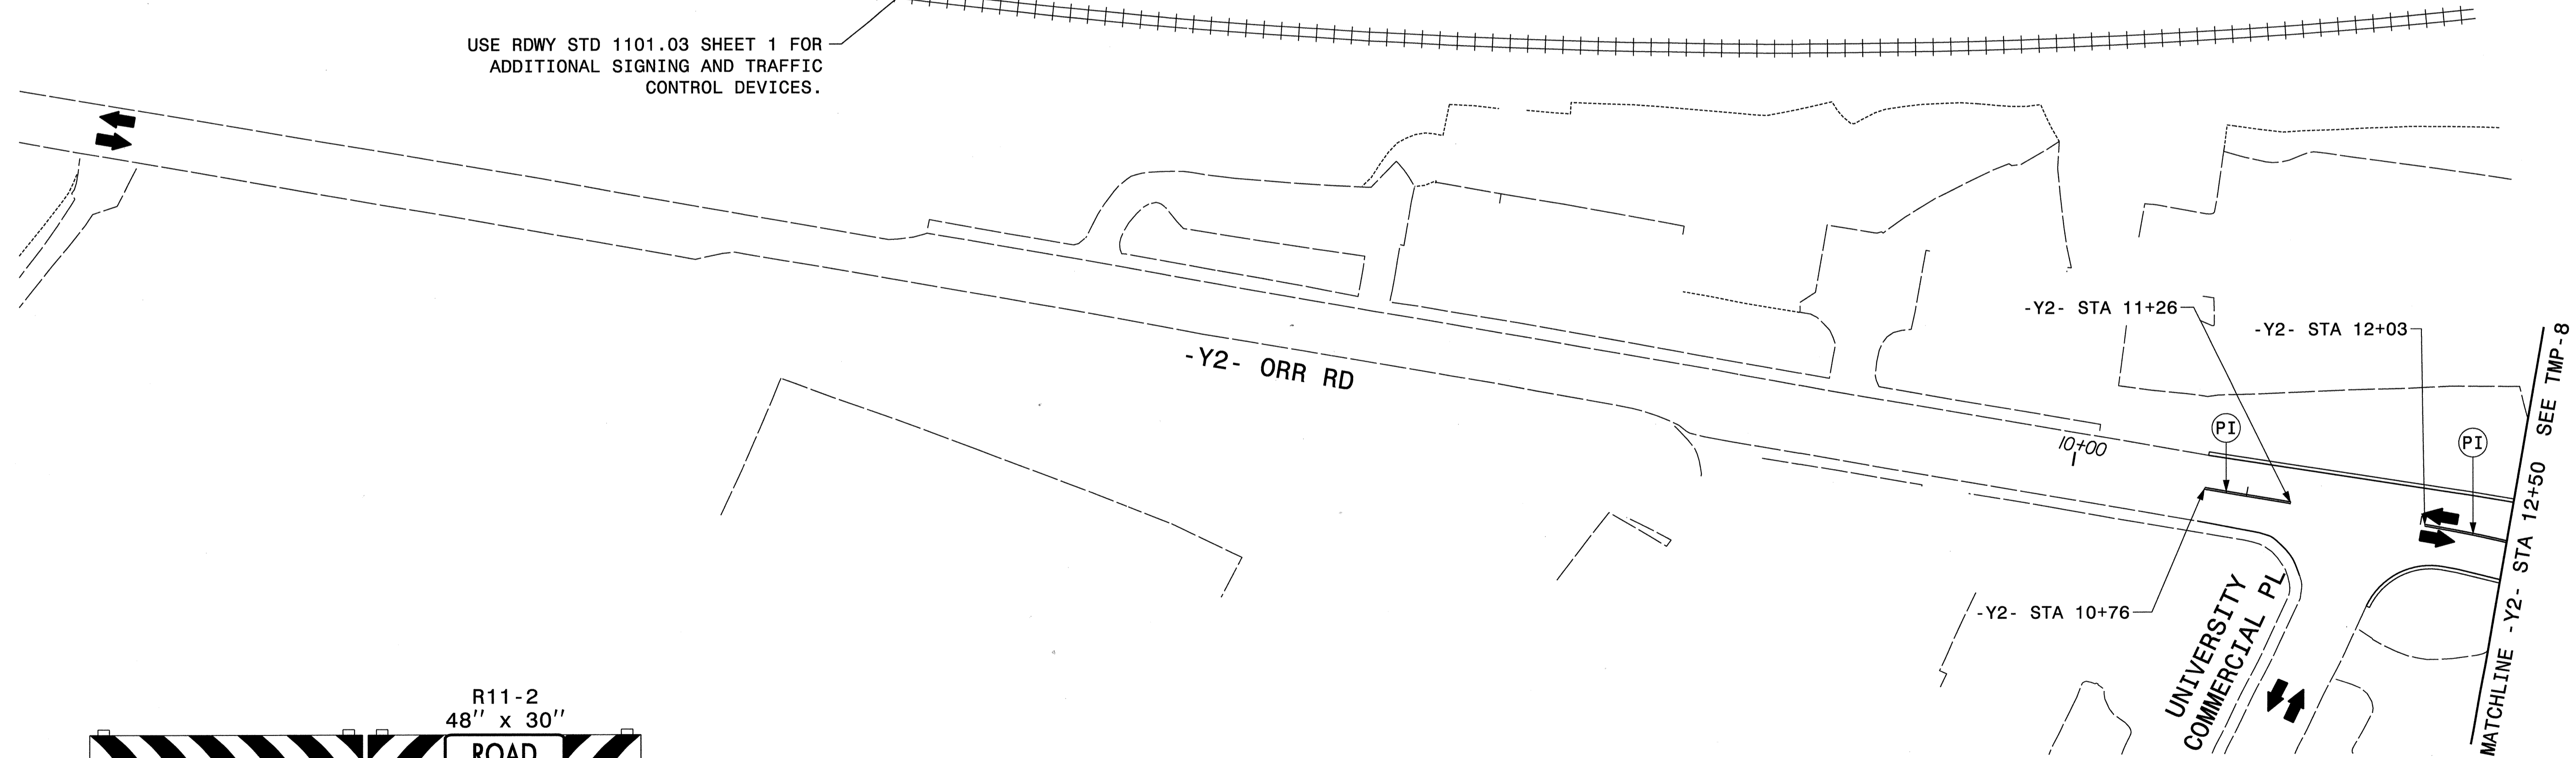 USE RDWY STD 1101.03 SHEET 1 FOR
ADDITIONAL SIGNING AND TRAFFIC
CONTROL DEVICES.
-Y2- ORR RD
10+00
-Y2- STA 11+26
-Y2- STA 12+03
PI
PI
-Y2- STA 10+76
UNIVERSITY
COMMERCIAL PL
MATCHLINE -Y2- STA 12+50 SEE TMP-8
R11-2
48" x 30"
ROAD